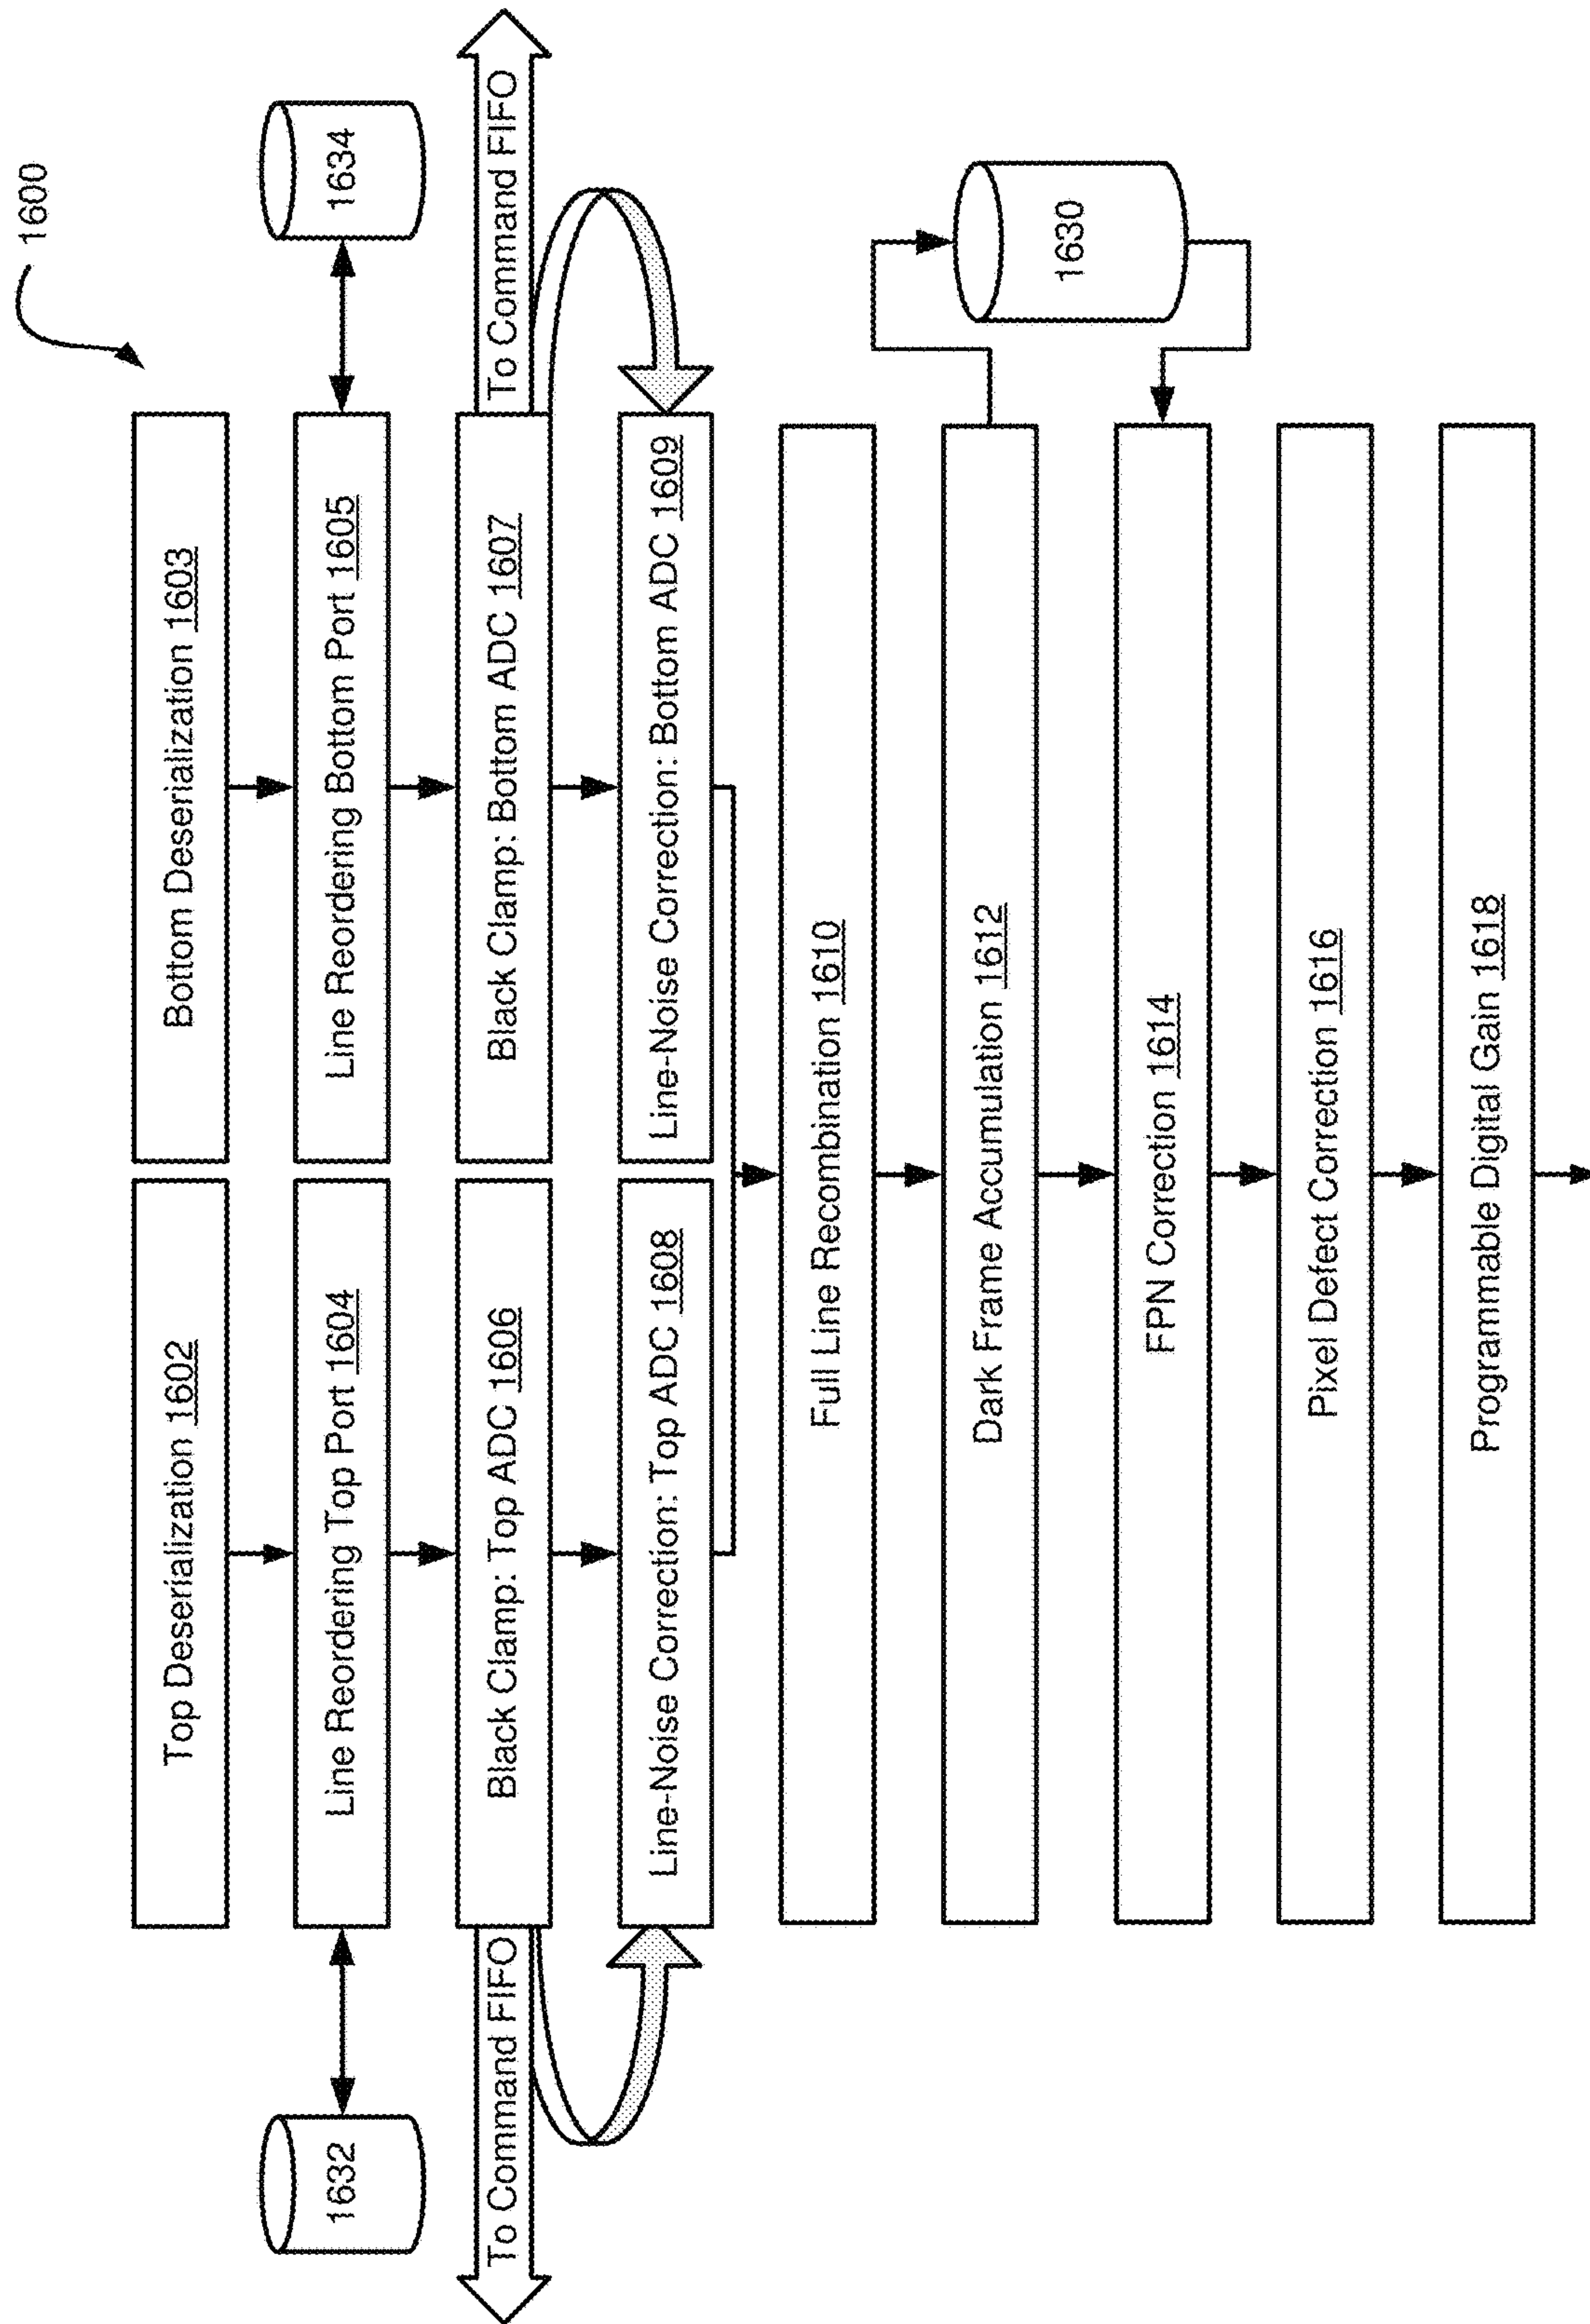 1600
Top Deserialization 1602
Bottom Deserialization 1603
1632
Line Reordering Top Port 1604
Line Reordering Bottom Port 1605
1634
To Command FIFO
Black Clamp: Top ADC 1606
Black Clamp: Bottom ADC 1607
To Command FIFO
Line-Noise Correction: Top ADC 1608
Line-Noise Correction: Bottom ADC 1609
Full Line Recombination 1610
Dark Frame Accumulation 1612
1630
FPN Correction 1614
Pixel Defect Correction 1616
Programmable Digital Gain 1618